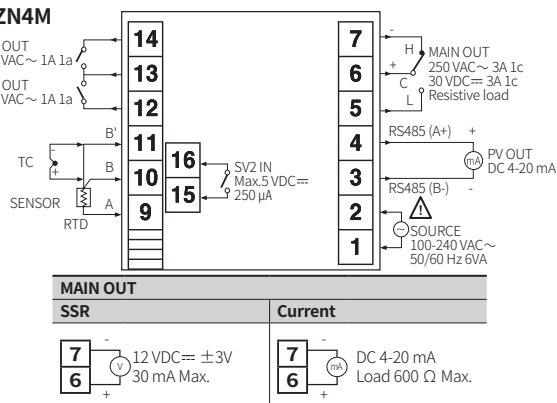 ZN4M
OUT
VAC～ 1A 1a
OUT
VAC～ 1A 1a
14
13
12
B'
11
TC
-
+
B
10
SENSOR
RTD
A
9
16
15
SV2 IN
Max.5 VDC⎓
250 µA
7
6
5
4
3
2
1
-
H
+
C
L
MAIN OUT
250 VAC～ 3A 1c
30 VDC⎓ 3A 1c
Resistive load
RS485 (A+)
+
mA
PV OUT
DC 4-20 mA
RS485 (B-)
-
!
SOURCE
100-240 VAC～
50/60 Hz 6VA
MAIN OUT
SSR
Current
7
6
-
V
+
12 VDC⎓ ±3V
30 mA Max.
7
6
-
mA
+
DC 4-20 mA
Load 600 Ω Max.